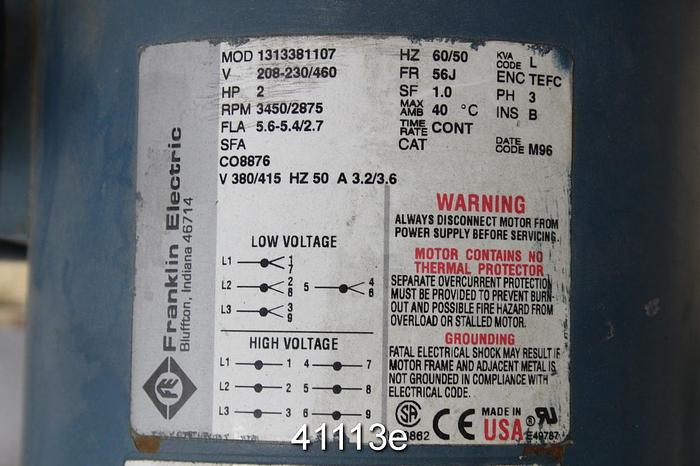 MOD 1313381107
V 208-230/460
HP 2
RPM 3450/2875
FLA 5.6-5.4/2.7
SFA
CO8876
V 380/415 HZ 50 A 3.2/3.6
HZ 60/50
FR 56J
SF 1.0
MAX AMB 40 °C
TIME RATE CONT
CAT
KVA CODE L
ENC TEFC
PH 3
INS B
DATE CODE M96
Franklin Electric
Bluffton, Indiana 46714
FE
LOW VOLTAGE
L1 1 7
L2 2 8 5 4 6
L3 3 9
HIGH VOLTAGE
L1 1 4 7
L2 2 5 8
L3 3 6 9
WARNING
ALWAYS DISCONNECT MOTOR FROM
POWER SUPPLY BEFORE SERVICING.
MOTOR CONTAINS NO
THERMAL PROTECTOR
SEPARATE OVERCURRENT PROTECTION
MUST BE PROVIDED TO PREVENT BURN-
OUT AND POSSIBLE FIRE HAZARD FROM
OVERLOAD OR STALLED MOTOR.
GROUNDING
FATAL ELECTRICAL SHOCK MAY RESULT IF
MOTOR FRAME AND ADJACENT METAL IS
NOT GROUNDED IN COMPLIANCE WITH
ELECTRICAL CODE.
SA CE MADE IN USA
E49787
41113e